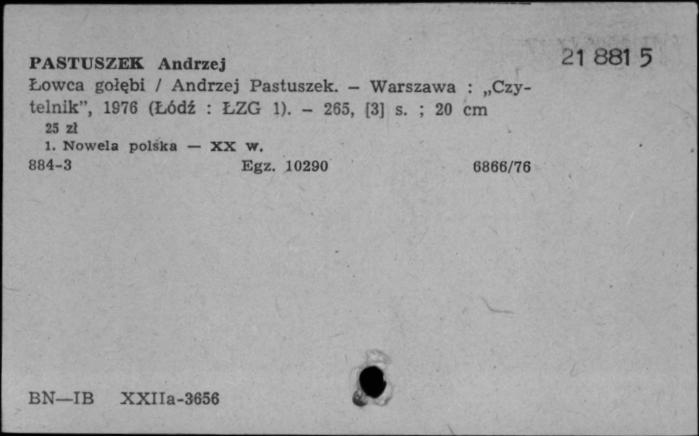 21 881 5
PASTUSZEK Andrzej
Łowca gołębi / Andrzej Pastuszek. – Warszawa : „Czy-
telnik”, 1976 (Łódź : ŁZG 1). – 265, [3] s. ; 20 cm
25 zł
1. Nowela polska — XX w.
884-3 Egz. 10290 6866/76
BN—IB XXIIa-3656